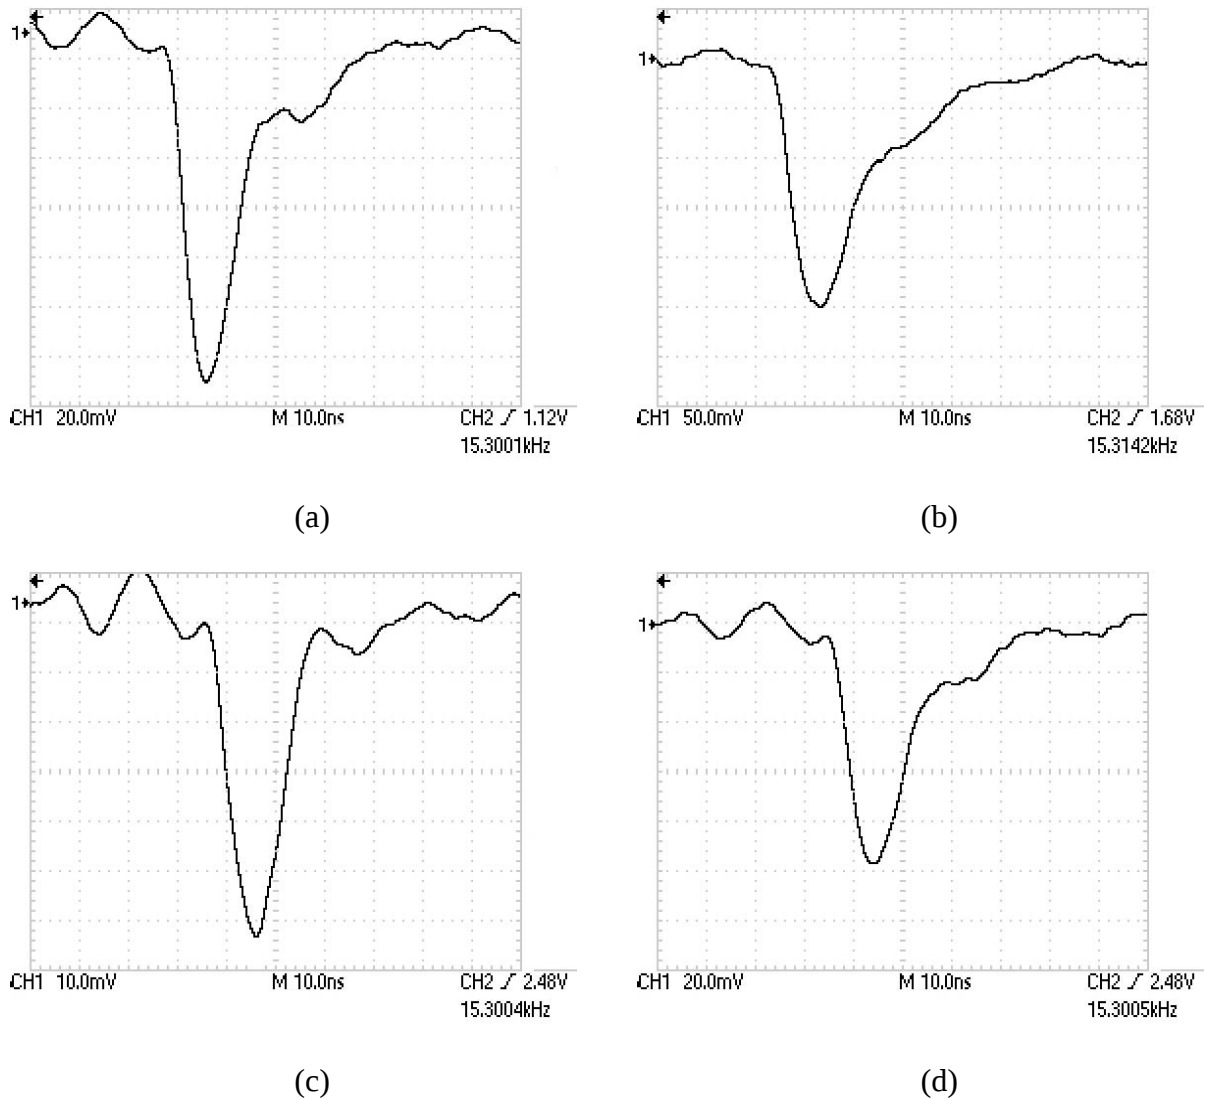 1
1
CH1 20.0mV M 10.0ns CH2 / 1.12V
15.3001kHz
CH1 50.0mV M 10.0ns CH2 / 1.68V
15.3142kHz
(a)
(b)
1
1
CH1 10.0mV M 10.0ns CH2 / 2.48V
15.3004kHz
CH1 20.0mV M 10.0ns CH2 / 2.48V
15.3005kHz
(c)
(d)